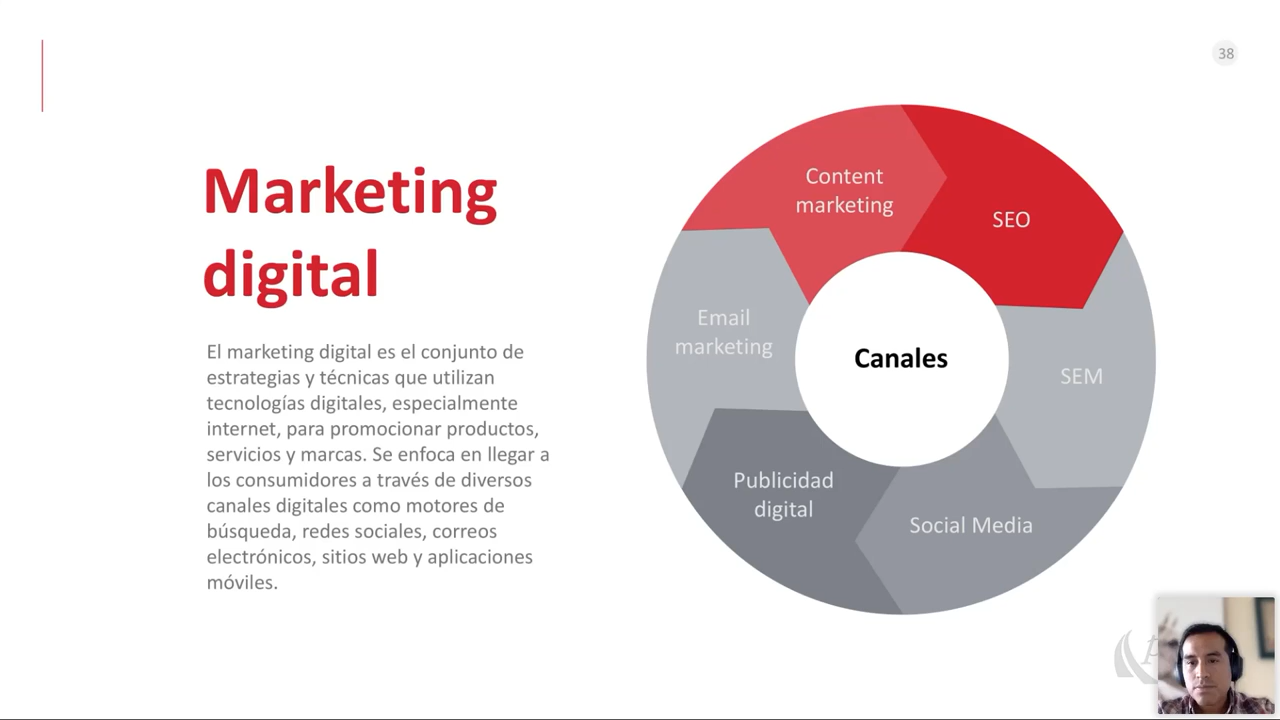 38
Marketing
digital
El marketing digital es el conjunto de
estrategias y técnicas que utilizan
tecnologías digitales, especialmente
internet, para promocionar productos,
servicios y marcas. Se enfoca en llegar a
los consumidores a través de diversos
canales digitales como motores de
búsqueda, redes sociales, correos
electrónicos, sitios web y aplicaciones
móviles.
Content
marketing
SEO
Email
marketing
Canales
SEM
Publicidad
digital
Social Media